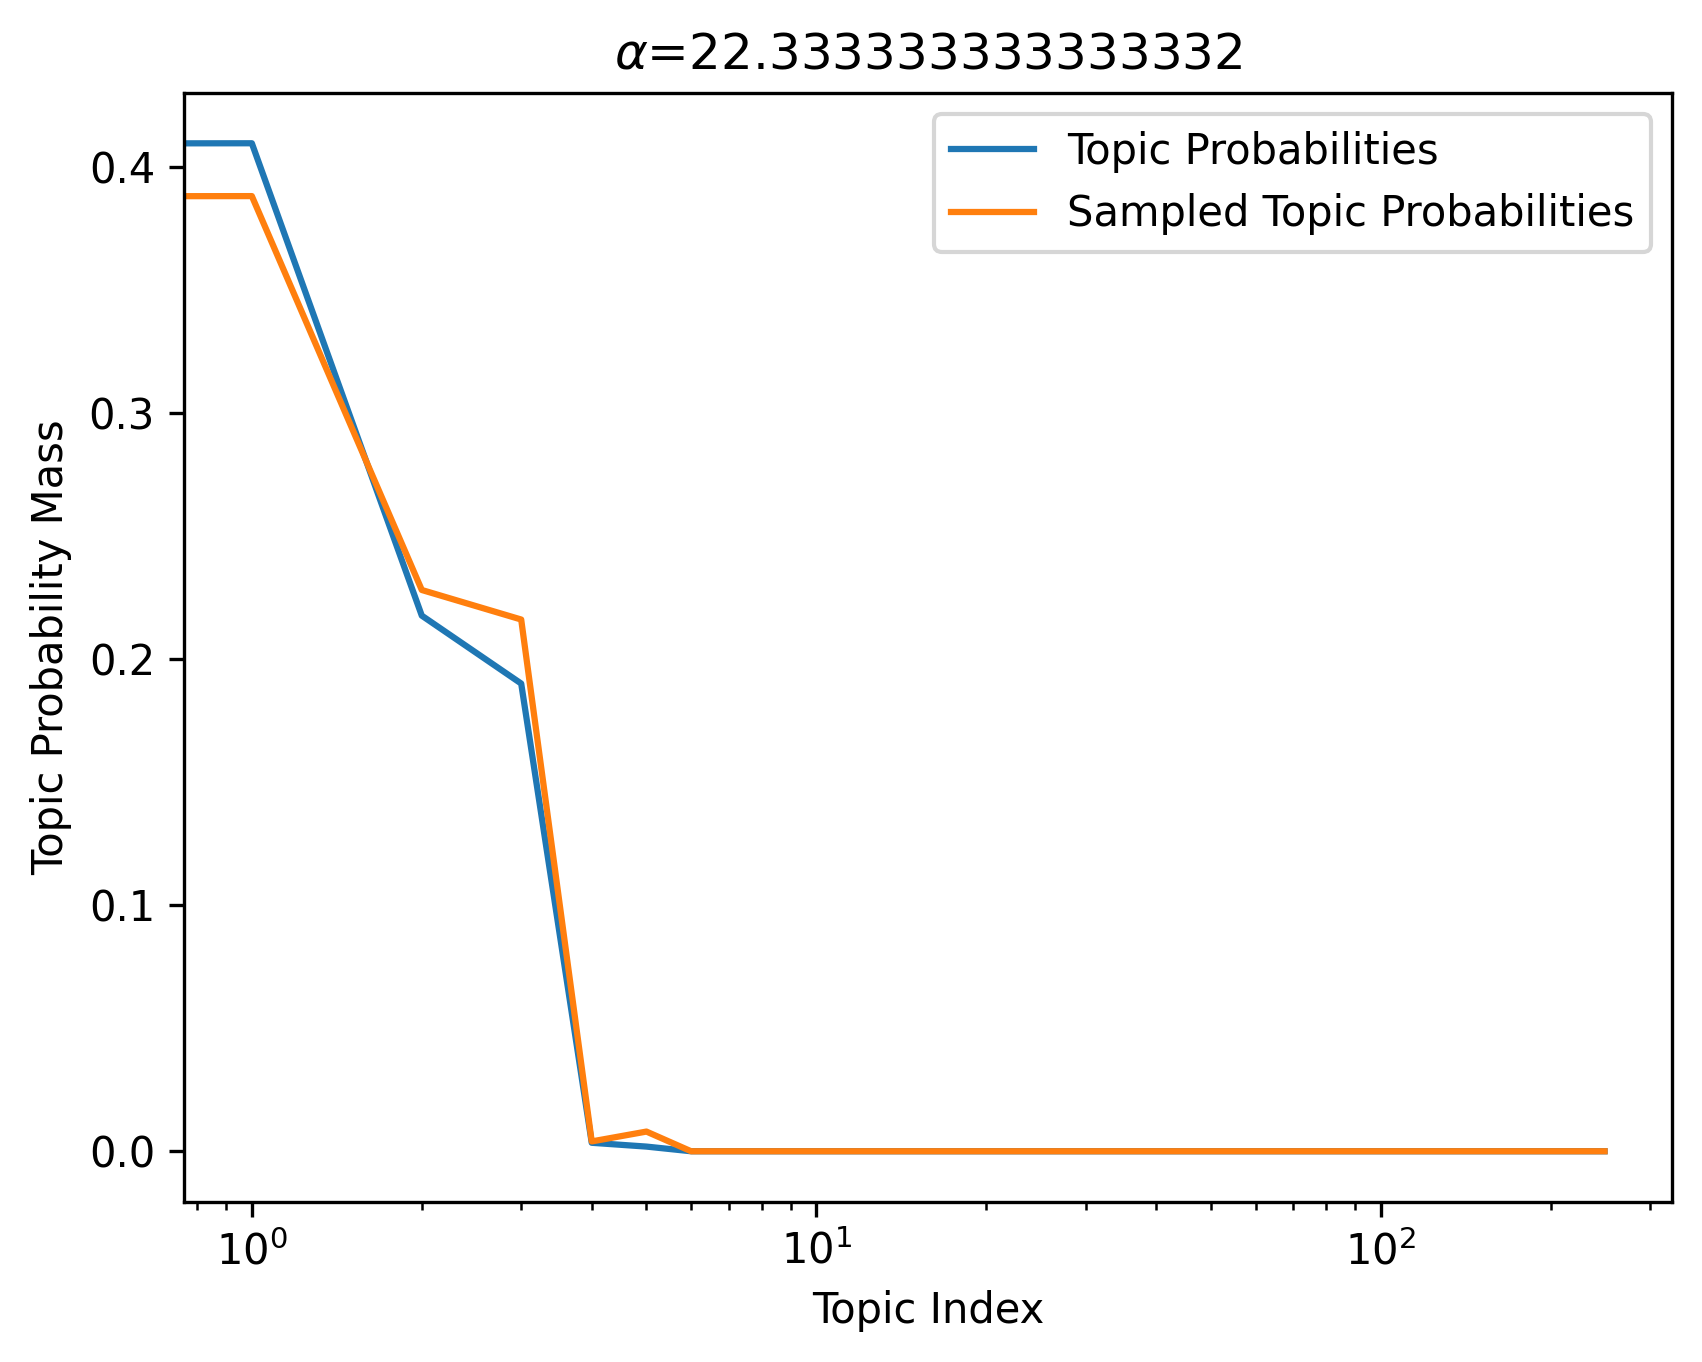 α=22.333333333333332
Topic Probabilities
Sampled Topic Probabilities
Topic Probability Mass
0.4
0.3
0.2
0.1
0.0
10⁰ 10¹ 10²
Topic Index